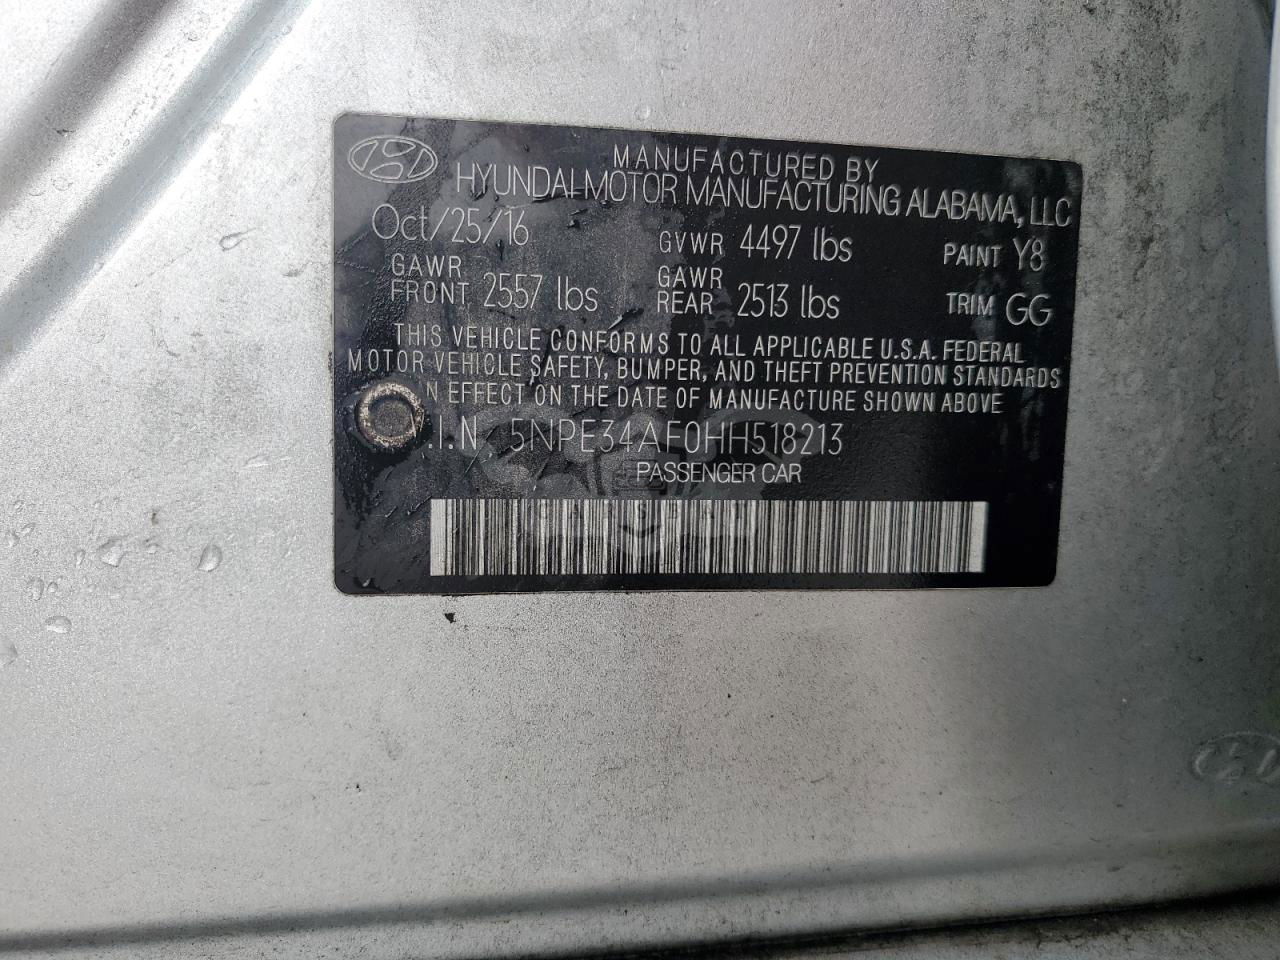 MANUFACTURED BY
HYUNDAI MOTOR MANUFACTURING ALABAMA, LLC
Oct/25/16 GVWR 4497 lbs PAINT Y8
GAWR FRONT 2557 lbs GAWR REAR 2513 lbs TRIM GG
THIS VEHICLE CONFORMS TO ALL APPLICABLE U.S.A. FEDERAL
MOTOR VEHICLE SAFETY, BUMPER, AND THEFT PREVENTION STANDARDS
IN EFFECT ON THE DATE OF MANUFACTURE SHOWN ABOVE
V.I.N. 5NPE34AF0HH518213
PASSENGER CAR